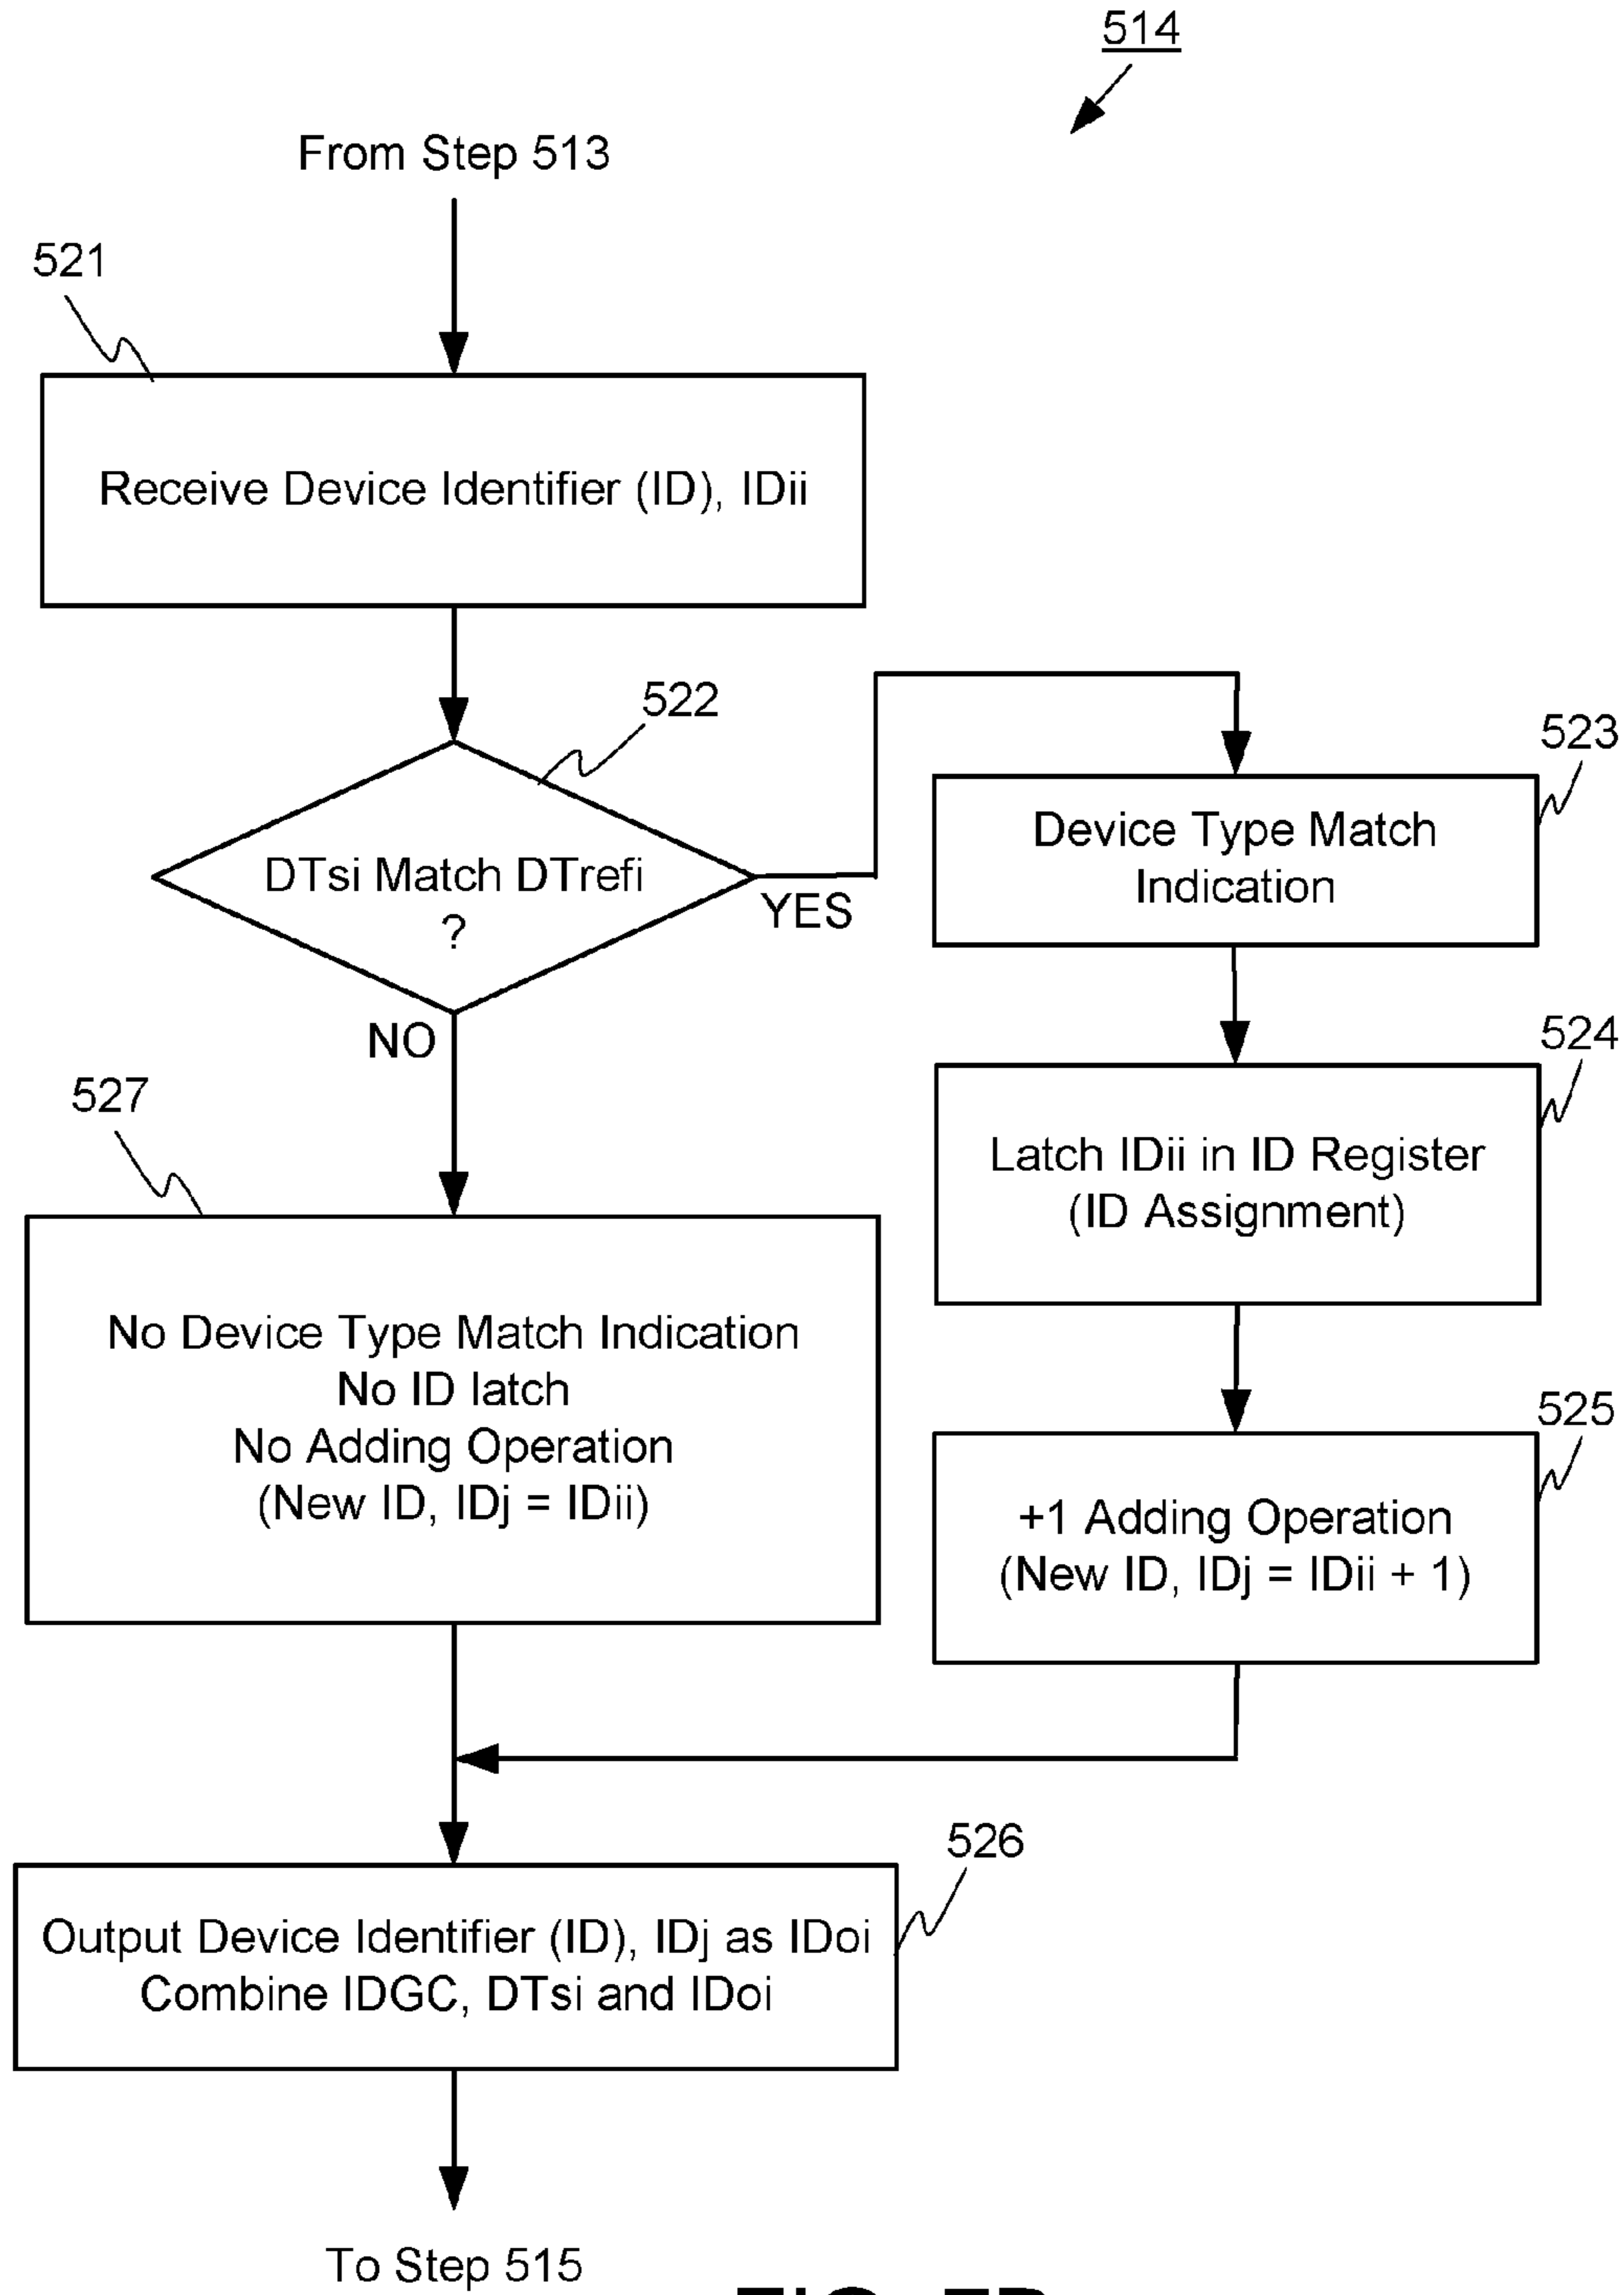 514
From Step 513
521
Receive Device Identifier (ID), IDii
522
DTsi Match DTrefi
?
YES
NO
523
Device Type Match
Indication
524
Latch IDii in ID Register
(ID Assignment)
525
+1 Adding Operation
(New ID, IDj = IDii + 1)
527
No Device Type Match Indication
No ID latch
No Adding Operation
(New ID, IDj = IDii)
526
Output Device Identifier (ID), IDj as IDoi
Combine IDGC, DTsi and IDoi
To Step 515